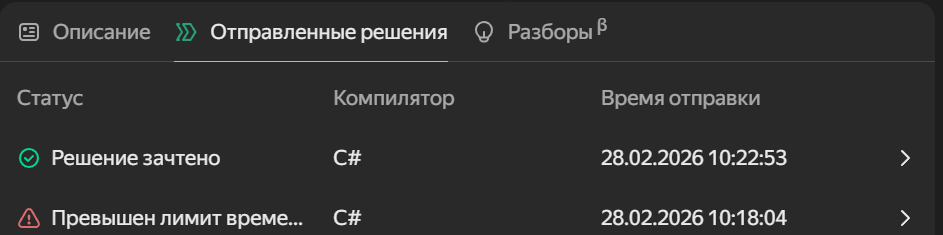 Описание Отправленные решения Разборы β
Статус Компилятор Время отправки
Решение зачтено C# 28.02.2026 10:22:53
Превышен лимит време... C# 28.02.2026 10:18:04